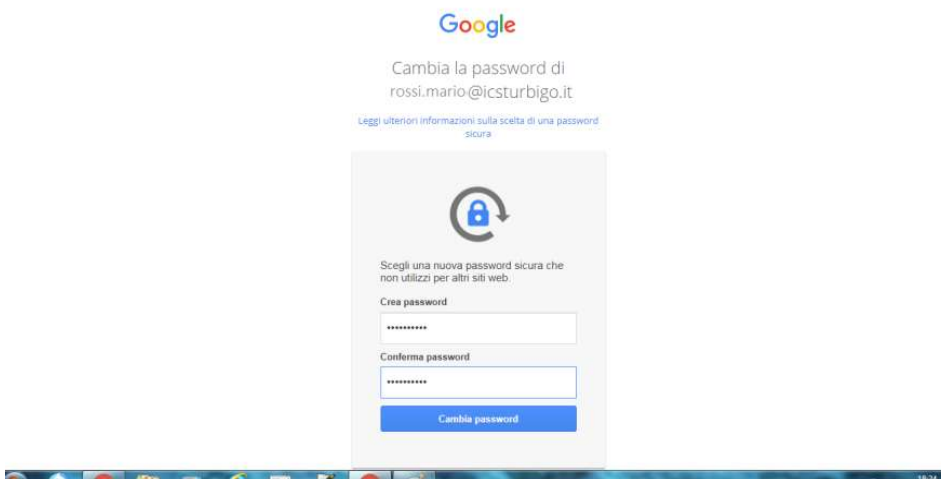 Google
Cambia la password di
rossi.mario@icsturbigo.it
Leggi ulteriori informazioni sulla scelta di una password
sicura
Scegli una nuova password sicura che
non utilizzi per altri siti web.
Crea password
••••••••••
Conferma password
••••••••••
Cambia password